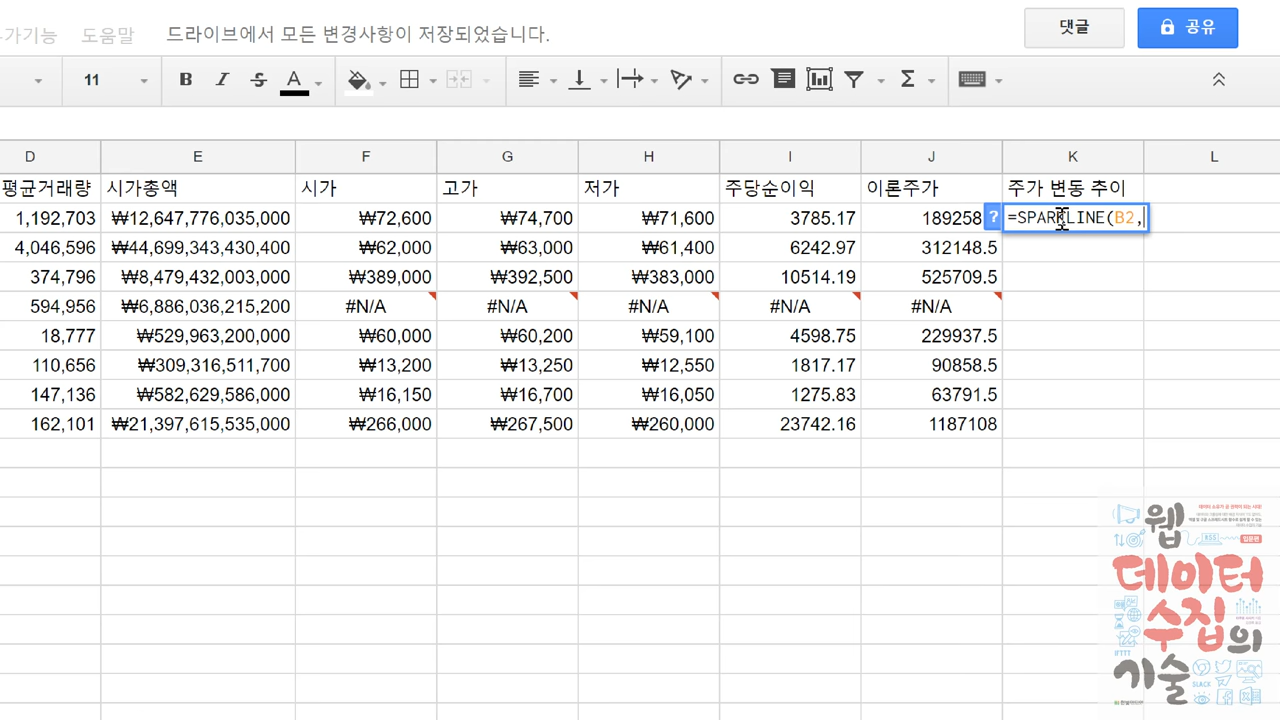 가기능 도움말 드라이브에서 모든 변경사항이 저장되었습니다. 댓글 공유
11 B I S A
D E F G H I J K L
평균거래량 시가총액 시가 고가 저가 주당순이익 이론주가 주가 변동 추이
1,192,703 ₩12,647,776,035,000 ₩72,600 ₩74,700 ₩71,600 3785.17 189258 ? =SPARKLINE(B2,
4,046,596 ₩44,699,343,430,400 ₩62,000 ₩63,000 ₩61,400 6242.97 312148.5
374,796 ₩8,479,432,003,000 ₩389,000 ₩392,500 ₩383,000 10514.19 525709.5
594,956 ₩6,886,036,215,200 #N/A #N/A #N/A #N/A #N/A
18,777 ₩529,963,200,000 ₩60,000 ₩60,200 ₩59,100 4598.75 229937.5
110,656 ₩309,316,511,700 ₩13,200 ₩13,250 ₩12,550 1817.17 90858.5
147,136 ₩582,629,586,000 ₩16,150 ₩16,700 ₩16,050 1275.83 63791.5
162,101 ₩21,397,615,535,000 ₩266,000 ₩267,500 ₩260,000 23742.16 1187108
웹
RSS 입문편
데이터
수집의
IFTTT
기술
SLACK